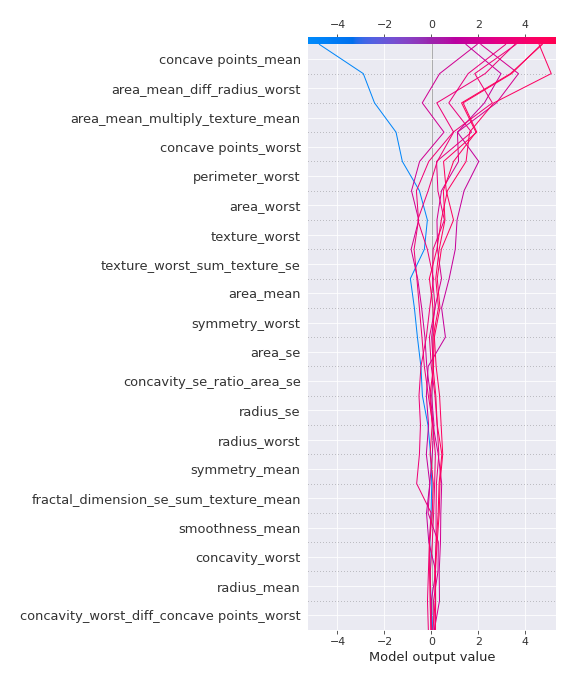 −4 −2 0 2 4
concave points_mean
area_mean_diff_radius_worst
area_mean_multiply_texture_mean
concave points_worst
perimeter_worst
area_worst
texture_worst
texture_worst_sum_texture_se
area_mean
symmetry_worst
area_se
concavity_se_ratio_area_se
radius_se
radius_worst
symmetry_mean
fractal_dimension_se_sum_texture_mean
smoothness_mean
concavity_worst
radius_mean
concavity_worst_diff_concave points_worst
−4 −2 0 2 4
Model output value